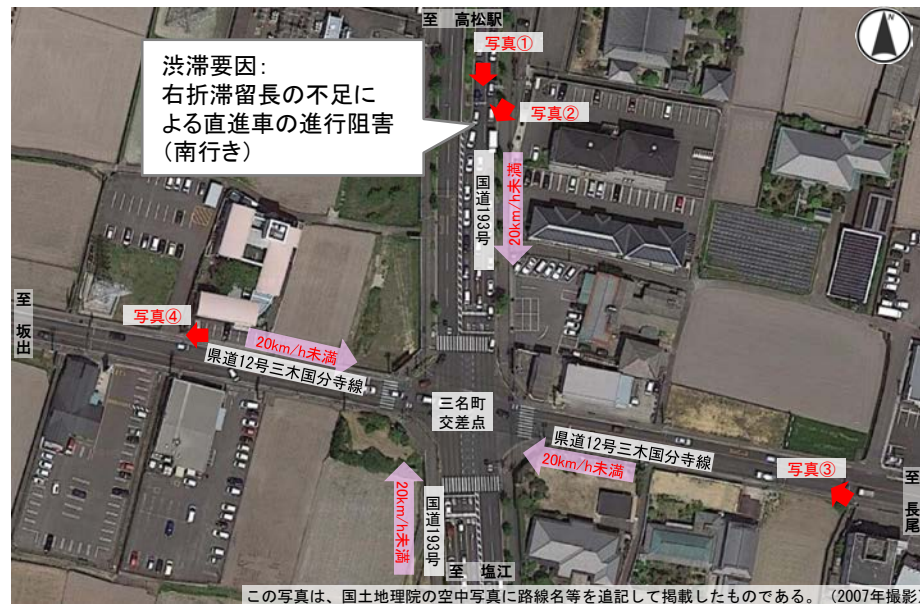 至 高松駅
N
写真①
渋滞要因：
右折滞留長の不足に
よる直進車の進行阻害
（南行き）
写真②
国道193号
20km/h未満
至 坂出
写真④
20km/h未満
県道12号三木国分寺線
三名町
交差点
県道12号三木国分寺線
20km/h未満
写真③
至 長尾
20km/h未満
国道193号
至 塩江
この写真は、国土地理院の空中写真に路線名等を追記して掲載したものである。（2007年撮影